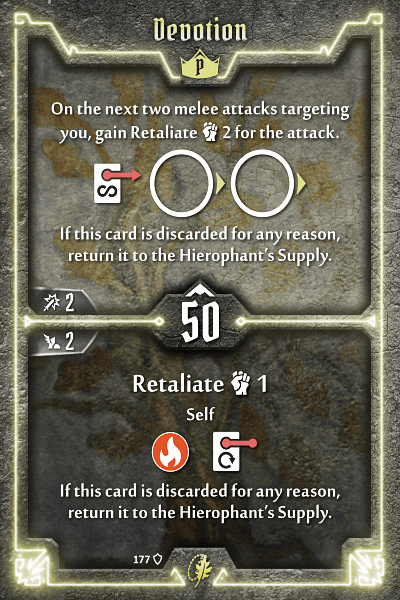 Devotion
P
On the next two melee attacks targeting
you, gain Retaliate 2 for the attack.
S
If this card is discarded for any reason,
return it to the Hierophant's Supply.
2
50
2
Retaliate 1
Self
If this card is discarded for any reason,
return it to the Hierophant's Supply.
177